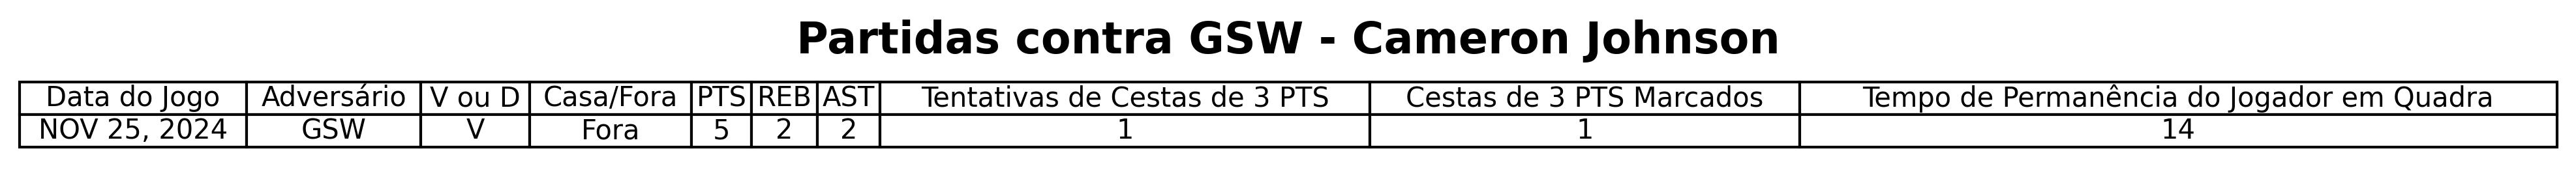 Partidas contra GSW - Cameron Johnson
Data do Jogo Adversário V ou D Casa/Fora PTS REB AST Tentativas de Cestas de 3 PTS Cestas de 3 PTS Marcados Tempo de Permanência do Jogador em Quadra
NOV 25, 2024 GSW V Fora 5 2 2 1 1 14